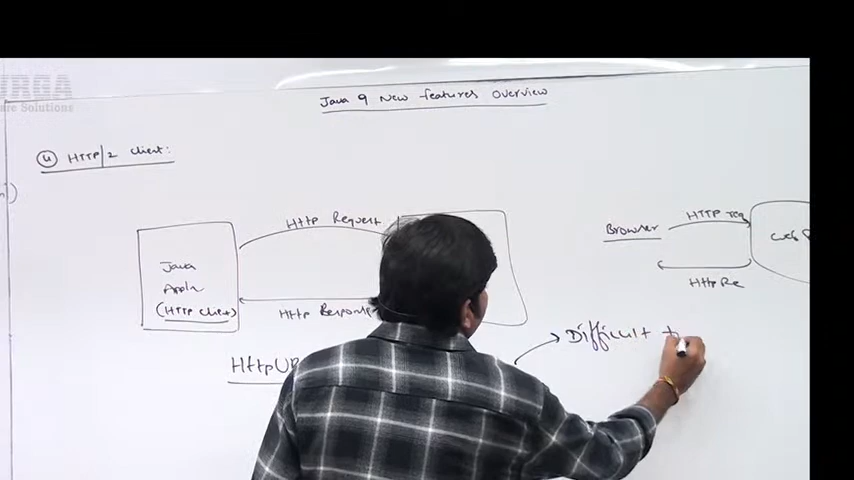 Java 9 New features Overview
4 HTTP/2 client:
Java
Appln
(HTTP client)
Http Request
Http Response
Browser
HTTP req
Http Re
HttpUR
Difficult t
Solutions